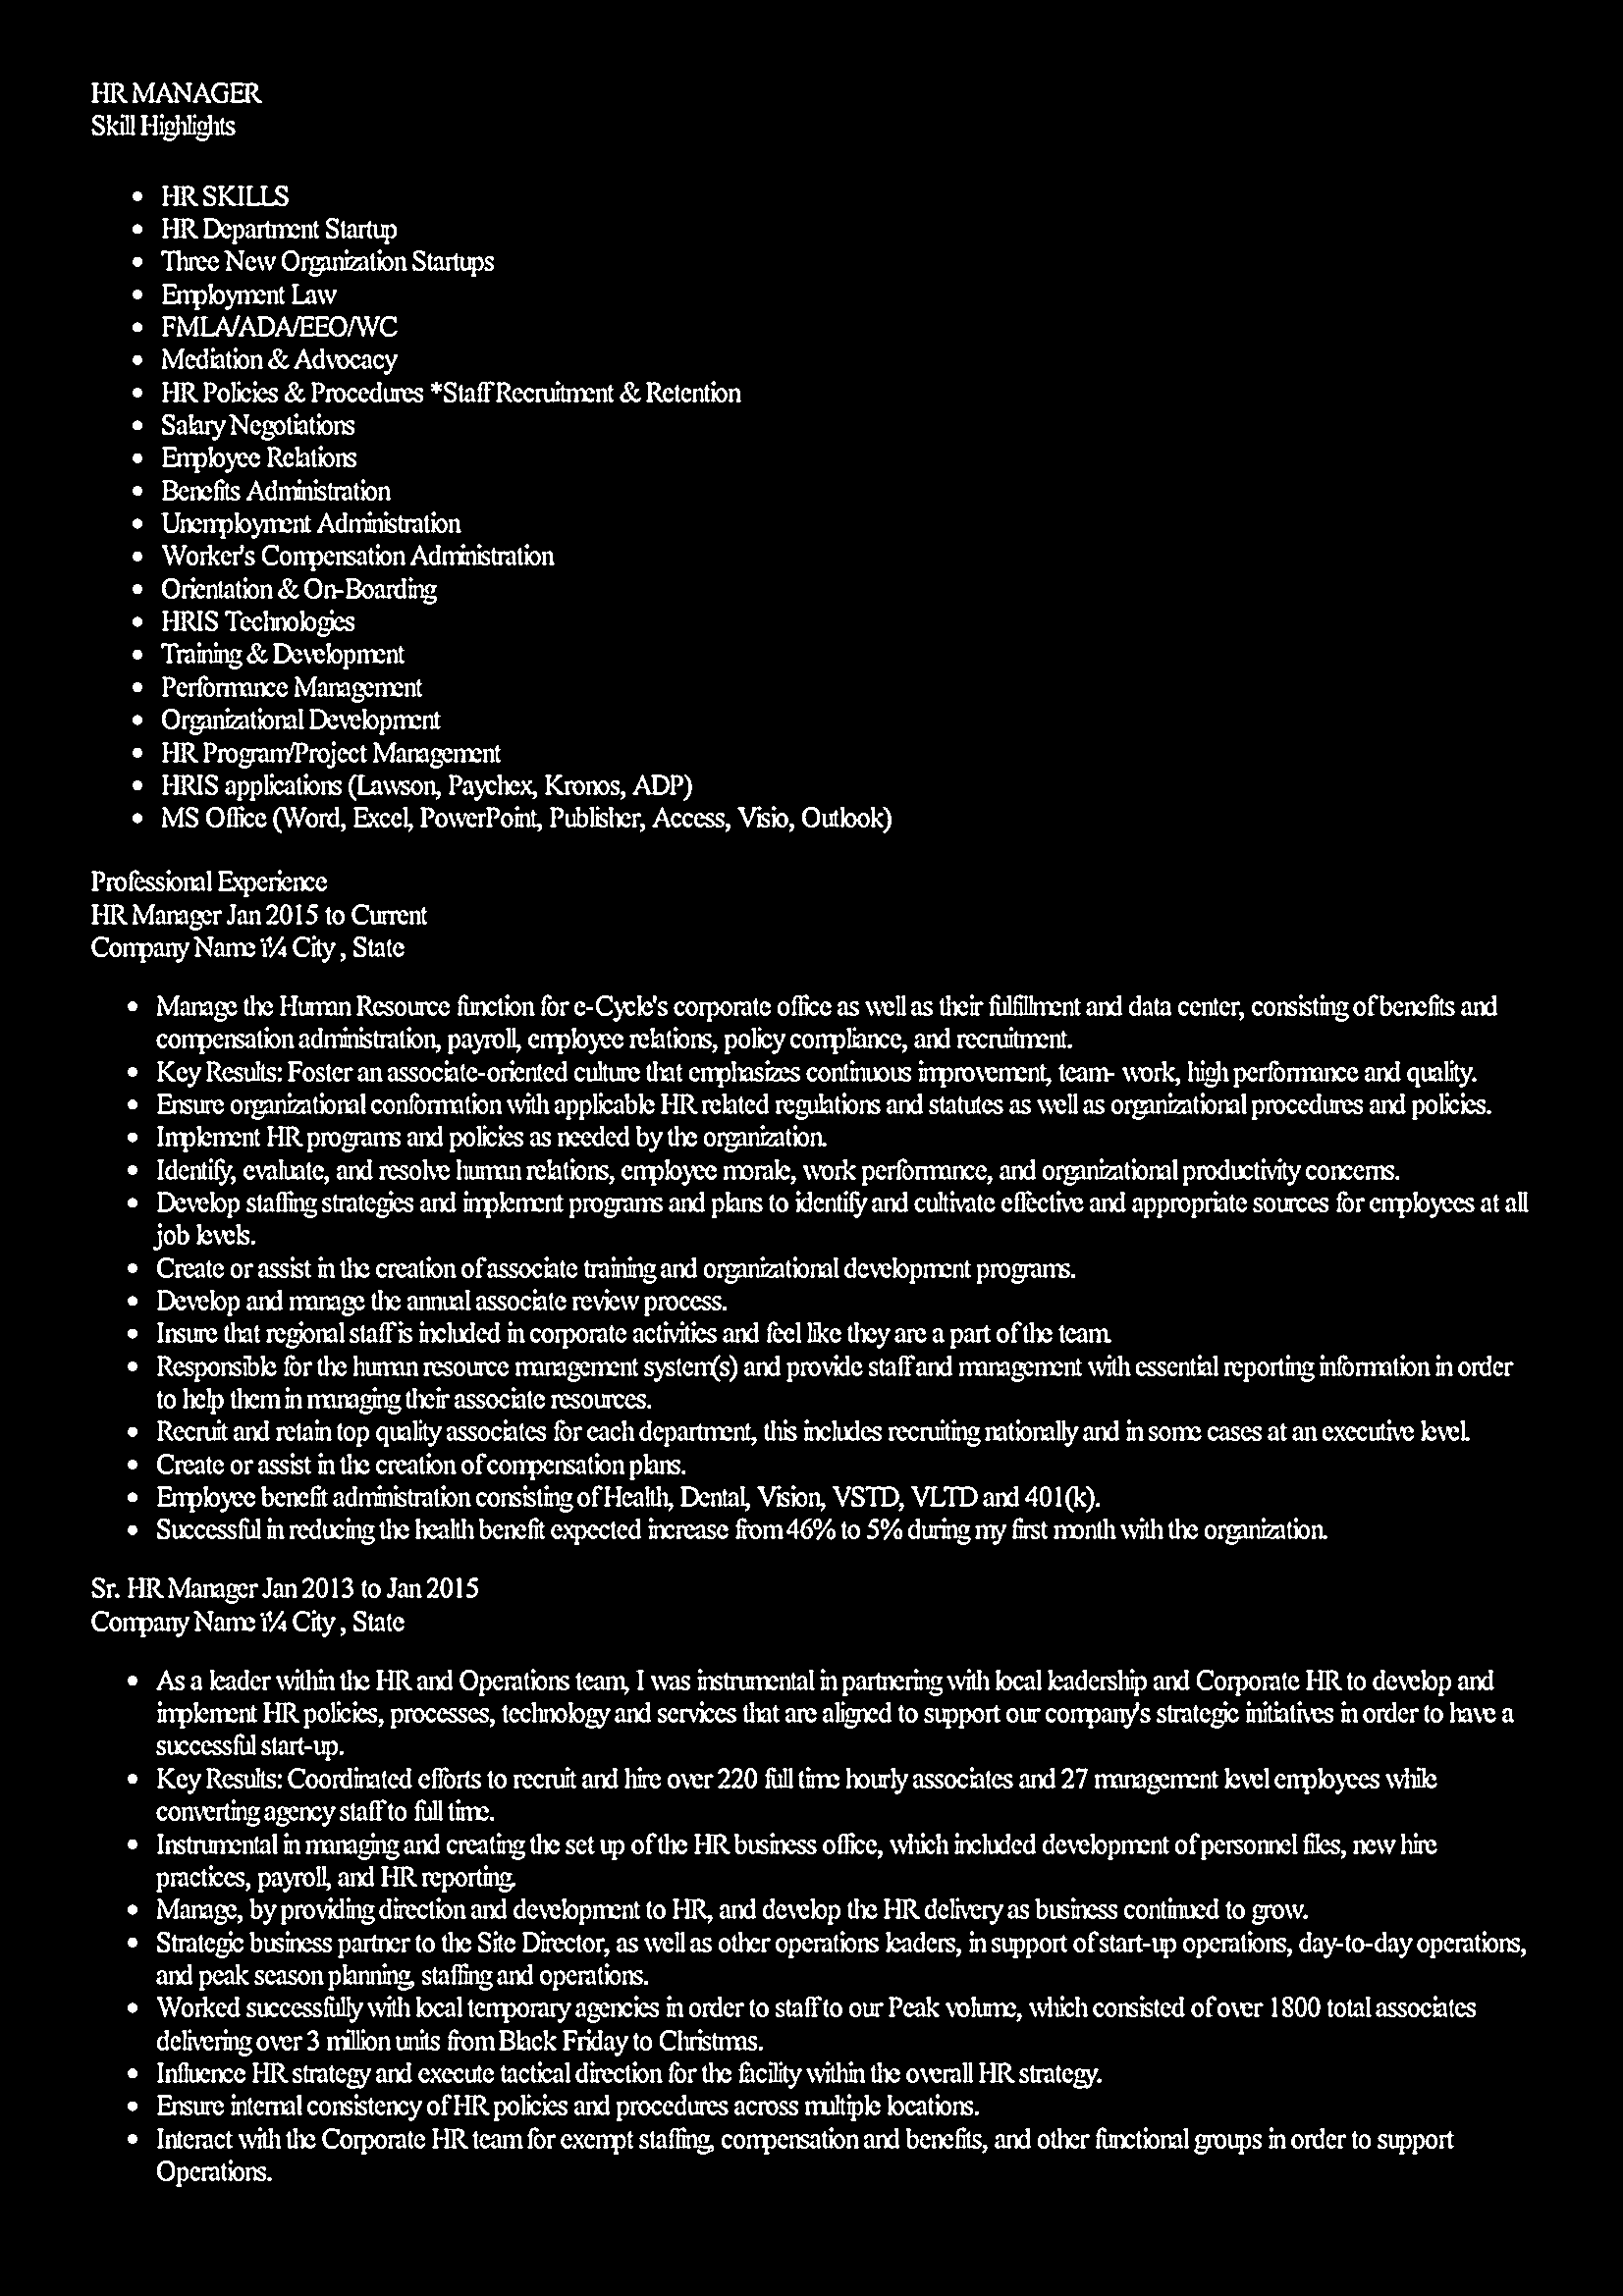 HR MANAGER
Skill Highlights
• HR SKILLS
• HR Department Startup
• Three New Organization Startups
• Employment Law
• FMLA/ADA/EEO/WC
• Mediation & Advocacy
• HR Policies & Procedures *Staff Recruitment & Retention
• Salary Negotiations
• Employee Relations
• Benefits Administration
• Unemployment Administration
• Worker's Compensation Administration
• Orientation & On-Boarding
• HRIS Technologies
• Training & Development
• Performance Management
• Organizational Development
• HR Program/Project Management
• HRIS applications (Lawson, Paychex, Kronos, ADP)
• MS Office (Word, Excel, PowerPoint, Publisher, Access, Visio, Outlook)
Professional Experience
HR Manager Jan 2015 to Current
Company Name ï¼ City , State
• Manage the Human Resource function for e-Cycle's corporate office as well as their fulfillment and data center, consisting of benefits and
compensation administration, payroll, employee relations, policy compliance, and recruitment.
• Key Results: Foster an associate-oriented culture that emphasizes continuous improvement, team- work, high performance and quality.
• Ensure organizational conformation with applicable HR related regulations and statutes as well as organizational procedures and policies.
• Implement HR programs and policies as needed by the organization.
• Identify, evaluate, and resolve human relations, employee morale, work performance, and organizational productivity concerns.
• Develop staffing strategies and implement programs and plans to identify and cultivate effective and appropriate sources for employees at all
job levels.
• Create or assist in the creation of associate training and organizational development programs.
• Develop and manage the annual associate review process.
• Insure that regional staff is included in corporate activities and feel like they are a part of the team.
• Responsible for the human resource management system(s) and provide staff and management with essential reporting information in order
to help them in managing their associate resources.
• Recruit and retain top quality associates for each department, this includes recruiting nationally and in some cases at an executive level.
• Create or assist in the creation of compensation plans.
• Employee benefit administration consisting of Health, Dental, Vision, VSTD, VLTD and 401(k).
• Successful in reducing the health benefit expected increase from 46% to 5% during my first month with the organization.
Sr. HR Manager Jan 2013 to Jan 2015
Company Name ï¼ City , State
• As a leader within the HR and Operations team, I was instrumental in partnering with local leadership and Corporate HR to develop and
implement HR policies, processes, technology and services that are aligned to support our company's strategic initiatives in order to have a
successful start-up.
• Key Results: Coordinated efforts to recruit and hire over 220 full time hourly associates and 27 management level employees while
converting agency staff to full time.
• Instrumental in managing and creating the set up of the HR business office, which included development of personnel files, new hire
practices, payroll, and HR reporting.
• Manage, by providing direction and development to HR, and develop the HR delivery as business continued to grow.
• Strategic business partner to the Site Director, as well as other operations leaders, in support of start-up operations, day-to-day operations,
and peak season planning, staffing and operations.
• Worked successfully with local temporary agencies in order to staff to our Peak volume, which consisted of over 1800 total associates
delivering over 3 million units from Black Friday to Christmas.
• Influence HR strategy and execute tactical direction for the facility within the overall HR strategy.
• Ensure internal consistency of HR policies and procedures across multiple locations.
• Interact with the Corporate HR team for exempt staffing, compensation and benefits, and other functional groups in order to support
Operations.